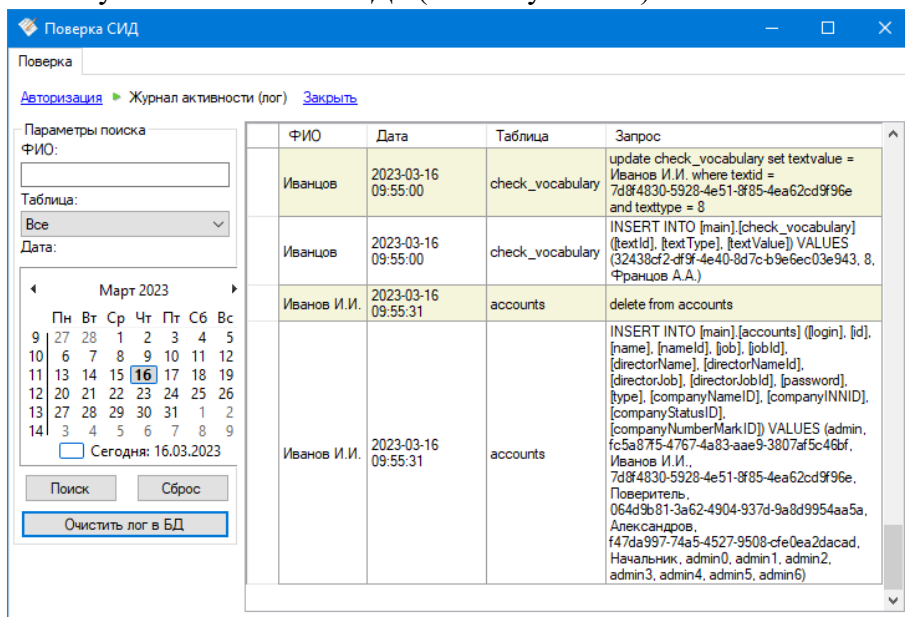 Поверка СИД
Поверка
Авторизация Журнал активности (лог) Закрыть
Параметры поиска
ФИО:
Таблица:
Все
Дата:
Март 2023
Пн Вт Ср Чт Пт Сб Вс
9 27 28 1 2 3 4 5
10 6 7 8 9 10 11 12
11 13 14 15 16 17 18 19
12 20 21 22 23 24 25 26
13 27 28 29 30 31 1 2
14 3 4 5 6 7 8 9
Сегодня: 16.03.2023
Поиск Сброс
Очистить лог в БД
ФИО Дата Таблица Запрос
Иванцов
2023-03-16
09:55:00
check_vocabulary
update check_vocabulary set textvalue =
Иванов И.И. where textid =
7d8f4830-5928-4e51-8f85-4ea62cd9f96e
and texttype = 8
Иванцов
2023-03-16
09:55:00
check_vocabulary
INSERT INTO [main].[check_vocabulary]
([textId], [textType], [textValue]) VALUES
(32438cf2-df9f-4e40-8d7c-b9e6ec03e943, 8,
Францов А.А.)
Иванов И.И.
2023-03-16
09:55:31
accounts
delete from accounts
Иванов И.И.
2023-03-16
09:55:31
accounts
INSERT INTO [main].[accounts] ([login], [id],
[name], [nameId], [job], [jobId],
[directorName], [directorNameId],
[directorJob], [directorJobId], [password],
[type], [companyNameID], [companyINNID],
[companyStatusID],
[companyNumberMarkID]) VALUES (admin,
fc5a87f5-4767-4a83-aae9-3807af5c46bf,
Иванов И.И.,
7d8f4830-5928-4e51-8f85-4ea62cd9f96e,
Поверитель,
064d9b81-3a62-4904-937d-9a8d9954aa5a,
Александров,
f47da997-74a5-4527-9508-cfe0ea2dacad,
Начальник, admin0, admin1, admin2,
admin3, admin4, admin5, admin6)